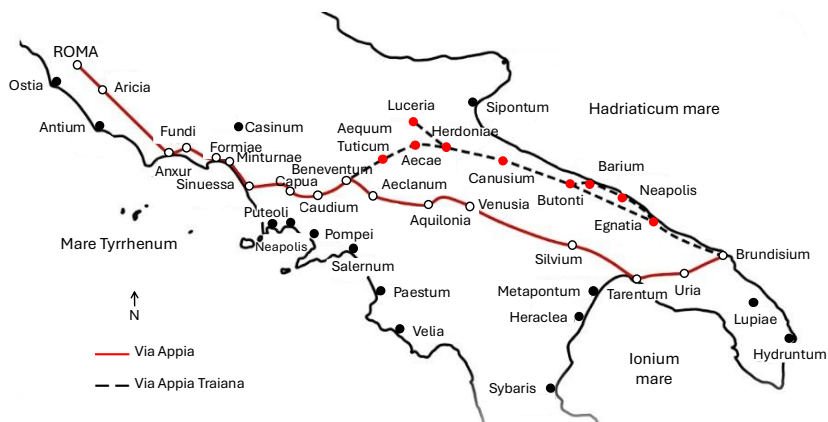 ROMA
Ostia
Aricia
Antium
Fundi
Casinum
Formiae
Minturnae
Anxur
Sinuessa
Capua
Caudium
Beneventum
Aequum
Tuticum
Luceria
Aecae
Herdoniae
Sipontum
Hadriaticum mare
Canusium
Barium
Butonti
Neapolis
Egnatia
Aeclanum
Aquilonia
Venusia
Puteoli
Neapolis
Pompei
Salernum
Mare Tyrrhenum
Silvium
Brundisium
Paestum
Metapontum
Tarentum
Uria
Heraclea
Lupiae
Velia
Hydruntum
Ionium
mare
Sybaris
N
Via Appia
Via Appia Traiana